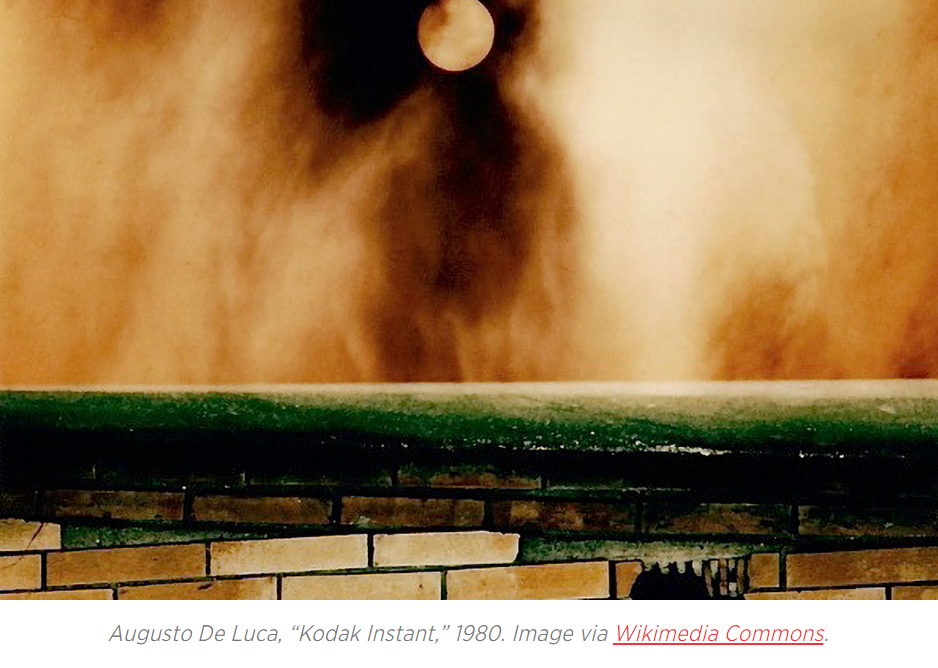 Augusto De Luca, “Kodak Instant,” 1980. Image via Wikimedia Commons.